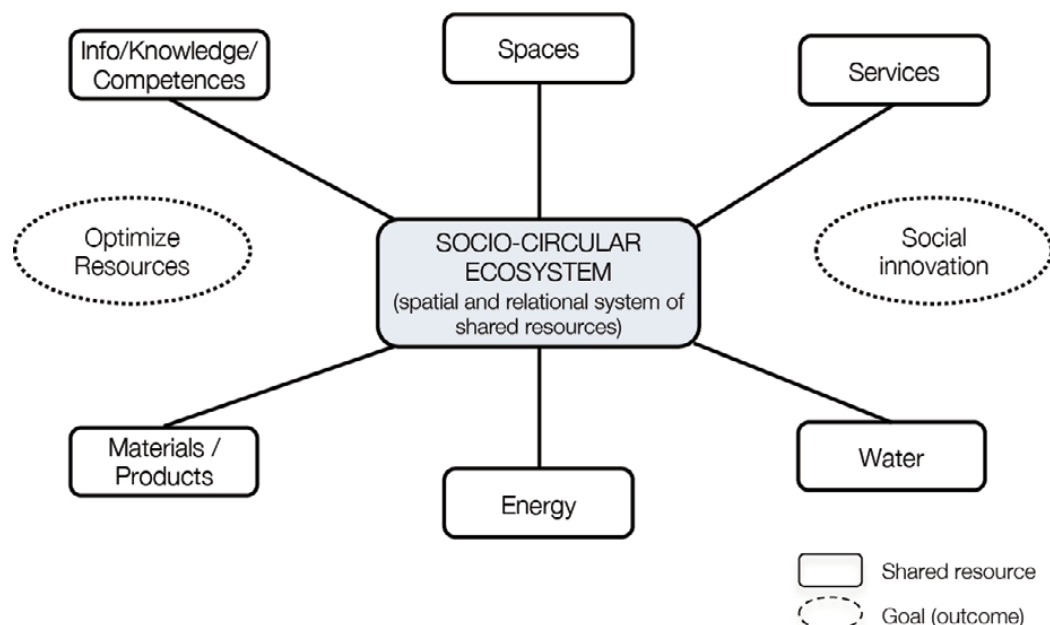 Info/Knowledge/
Competences
Spaces
Services
Optimize
Resources
SOCIO-CIRCULAR
ECOSYSTEM
(spatial and relational system of
shared resources)
Social
innovation
Materials /
Products
Energy
Water
Shared resource
Goal (outcome)